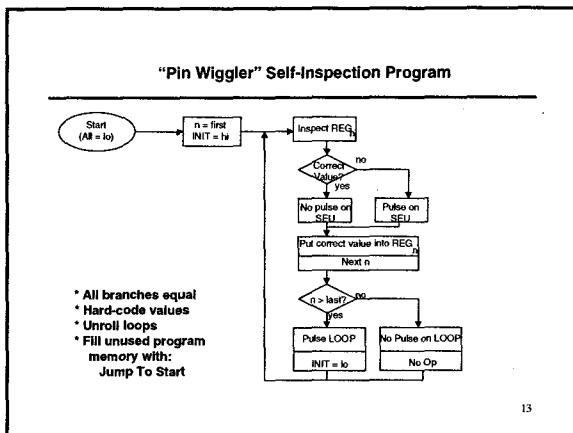 "Pin Wiggler" Self-Inspection Program
Start
(All = lo)
n = first
INIT = hi
Inspect REG n
Correct
Value?
no
yes
No pulse on
SEU
Pulse on
SEU
Put correct value into REG n
Next n
n > last?
no
yes
Pulse LOOP
INIT = lo
No Pulse on LOOP
No Op
* All branches equal
* Hard-code values
* Unroll loops
* Fill unused program
memory with:
Jump To Start
13